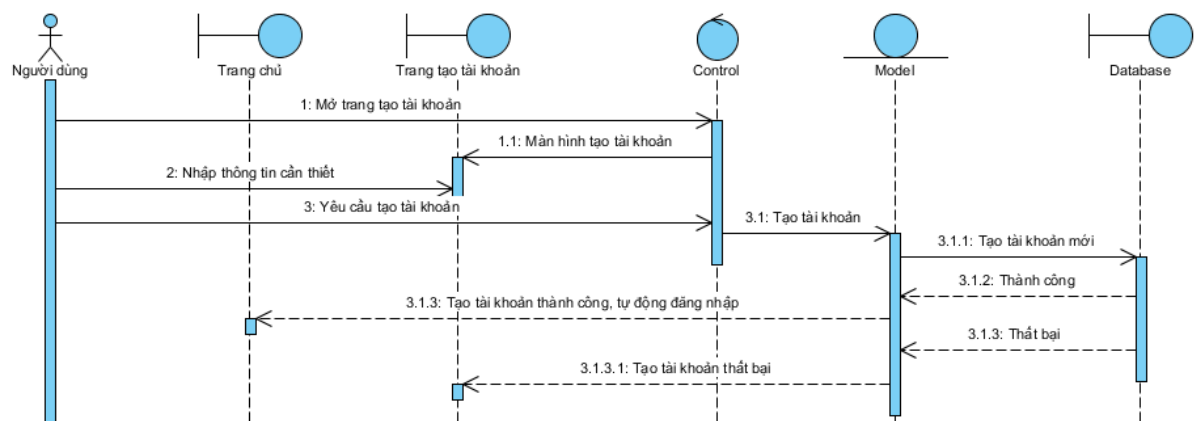 Người dùng
Trang chủ
Trang tạo tài khoản
Control
Model
Database
1: Mở trang tạo tài khoản
1.1: Màn hình tạo tài khoản
2: Nhập thông tin cần thiết
3: Yêu cầu tạo tài khoản
3.1: Tạo tài khoản
3.1.1: Tạo tài khoản mới
3.1.2: Thành công
3.1.3: Tạo tài khoản thành công, tự động đăng nhập
3.1.3: Thất bại
3.1.3.1: Tạo tài khoản thất bại